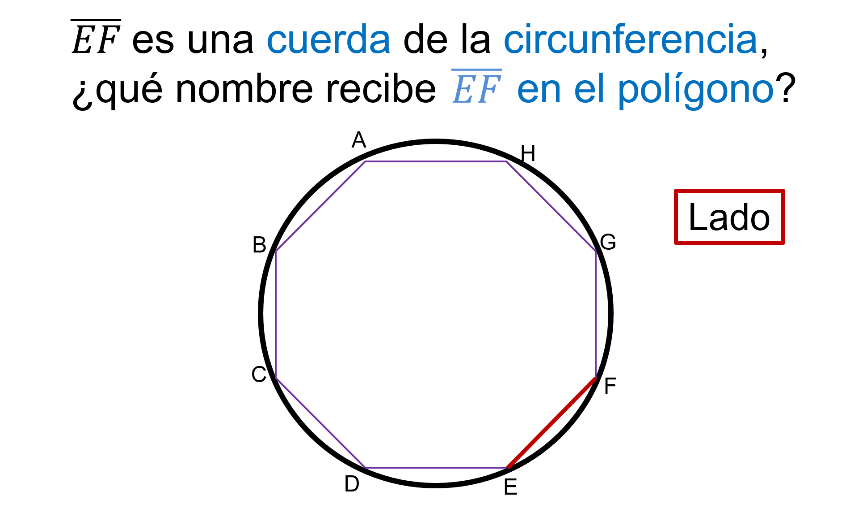 EF es una cuerda de la circunferencia,
¿qué nombre recibe EF en el polígono?
A
H
B
G
Lado
C
F
D
E